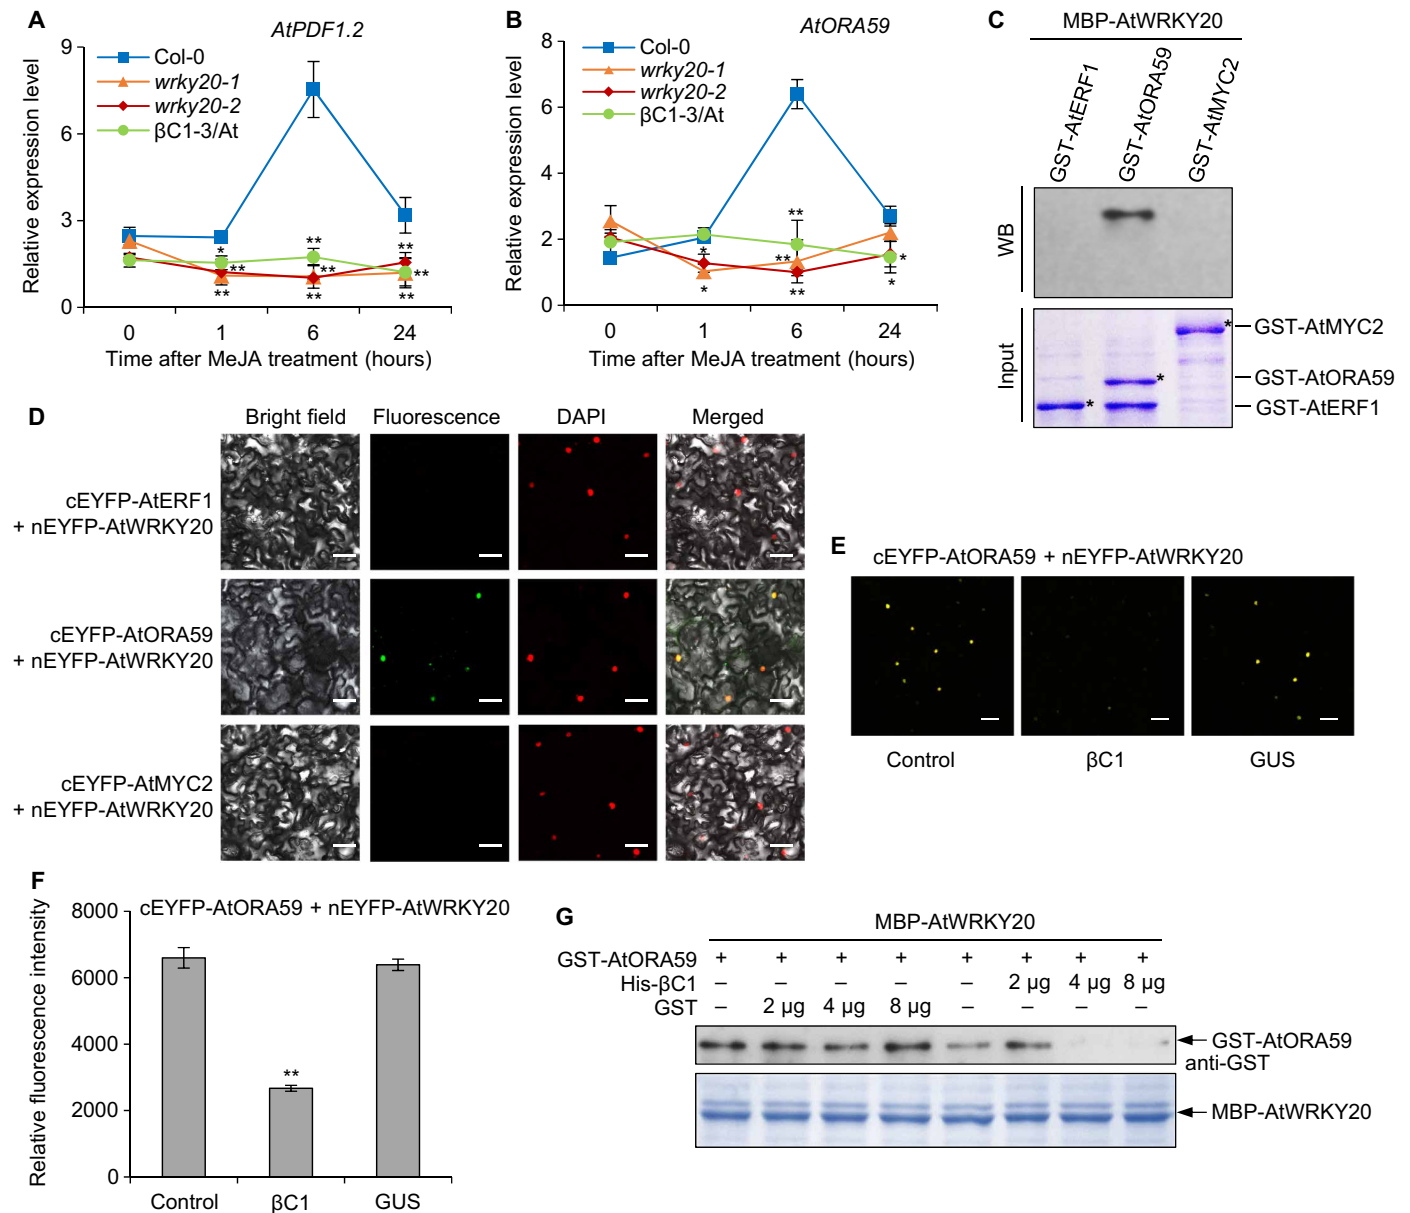 A
AtPDF1.2
Relative expression level
9
6
3
0
Col-0
wrky20-1
wrky20-2
βC1-3/At
*
**
**
**
**
**
**
**
**
0 1 6 24
Time after MeJA treatment (hours)
B
AtORA59
Relative expression level
8
6
4
2
0
Col-0
wrky20-1
wrky20-2
βC1-3/At
*
*
**
**
**
*
*
0 1 6 24
Time after MeJA treatment (hours)
C
MBP-AtWRKY20
GST-AtERF1
GST-AtORA59
GST-AtMYC2
WB
Input
*
*
*
GST-AtMYC2
GST-AtORA59
GST-AtERF1
D
Bright field Fluorescence DAPI Merged
cEYFP-AtERF1
+ nEYFP-AtWRKY20
cEYFP-AtORA59
+ nEYFP-AtWRKY20
cEYFP-AtMYC2
+ nEYFP-AtWRKY20
E
cEYFP-AtORA59 + nEYFP-AtWRKY20
Control βC1 GUS
F
cEYFP-AtORA59 + nEYFP-AtWRKY20
Relative fluorescence intensity
8000
6000
4000
2000
0
**
Control βC1 GUS
G
MBP-AtWRKY20
GST-AtORA59 + + + + + + + +
His-βC1 – – – – – 2 µg 4 µg 8 µg
GST – 2 µg 4 µg 8 µg – – – –
GST-AtORA59
anti-GST
MBP-AtWRKY20